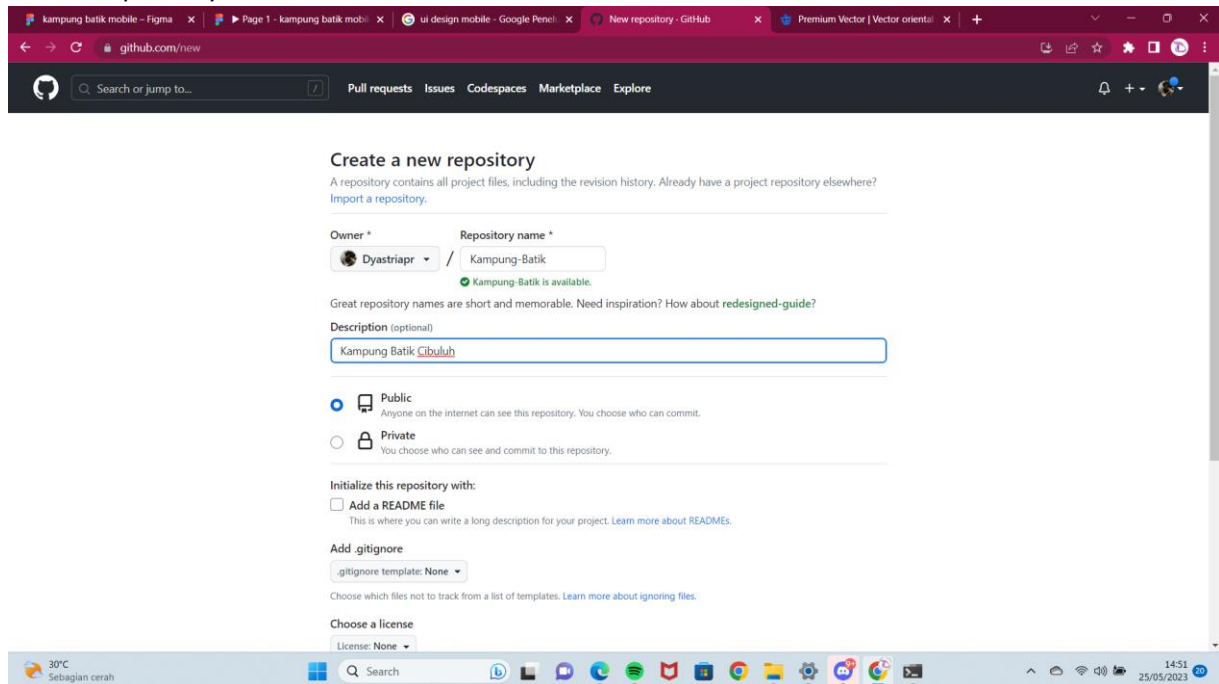 kampung batik mobile – Figma
Page 1 - kampung batik mobil
ui design mobile - Google Penel
New repository · GitHub
Premium Vector | Vector oriental
github.com/new
Search or jump to...
/
Pull requests Issues Codespaces Marketplace Explore
Create a new repository
A repository contains all project files, including the revision history. Already have a project repository elsewhere?
Import a repository.
Owner * Repository name *
Dyastriapr / Kampung-Batik
Kampung-Batik is available.
Great repository names are short and memorable. Need inspiration? How about redesigned-guide?
Description (optional)
Kampung Batik Cibuluh
Public
Anyone on the internet can see this repository. You choose who can commit.
Private
You choose who can see and commit to this repository.
Initialize this repository with:
Add a README file
This is where you can write a long description for your project. Learn more about READMEs.
Add .gitignore
.gitignore template: None
Choose which files not to track from a list of templates. Learn more about ignoring files.
Choose a license
License: None
30°C
Sebagian cerah
Search
14:51
25/05/2023
20